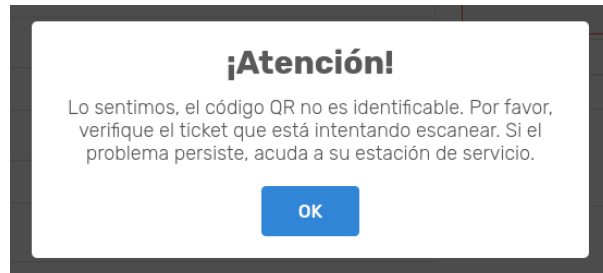 ¡Atención!
Lo sentimos, el código QR no es identificable. Por favor,
verifique el ticket que está intentando escanear. Si el
problema persiste, acuda a su estación de servicio.
OK